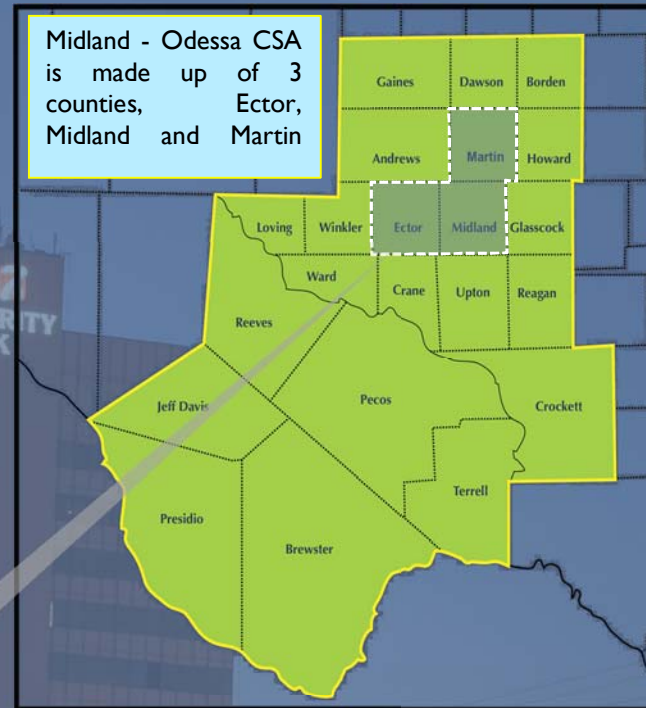 Midland - Odessa CSA
is made up of 3
counties, Ector,
Midland and Martin
Gaines Dawson Borden
Andrews Martin Howard
Loving Winkler Ector Midland Glasscock
Ward Crane Upton Reagan
Reeves
Jeff Davis Pecos Crockett
Terrell
Presidio
Brewster